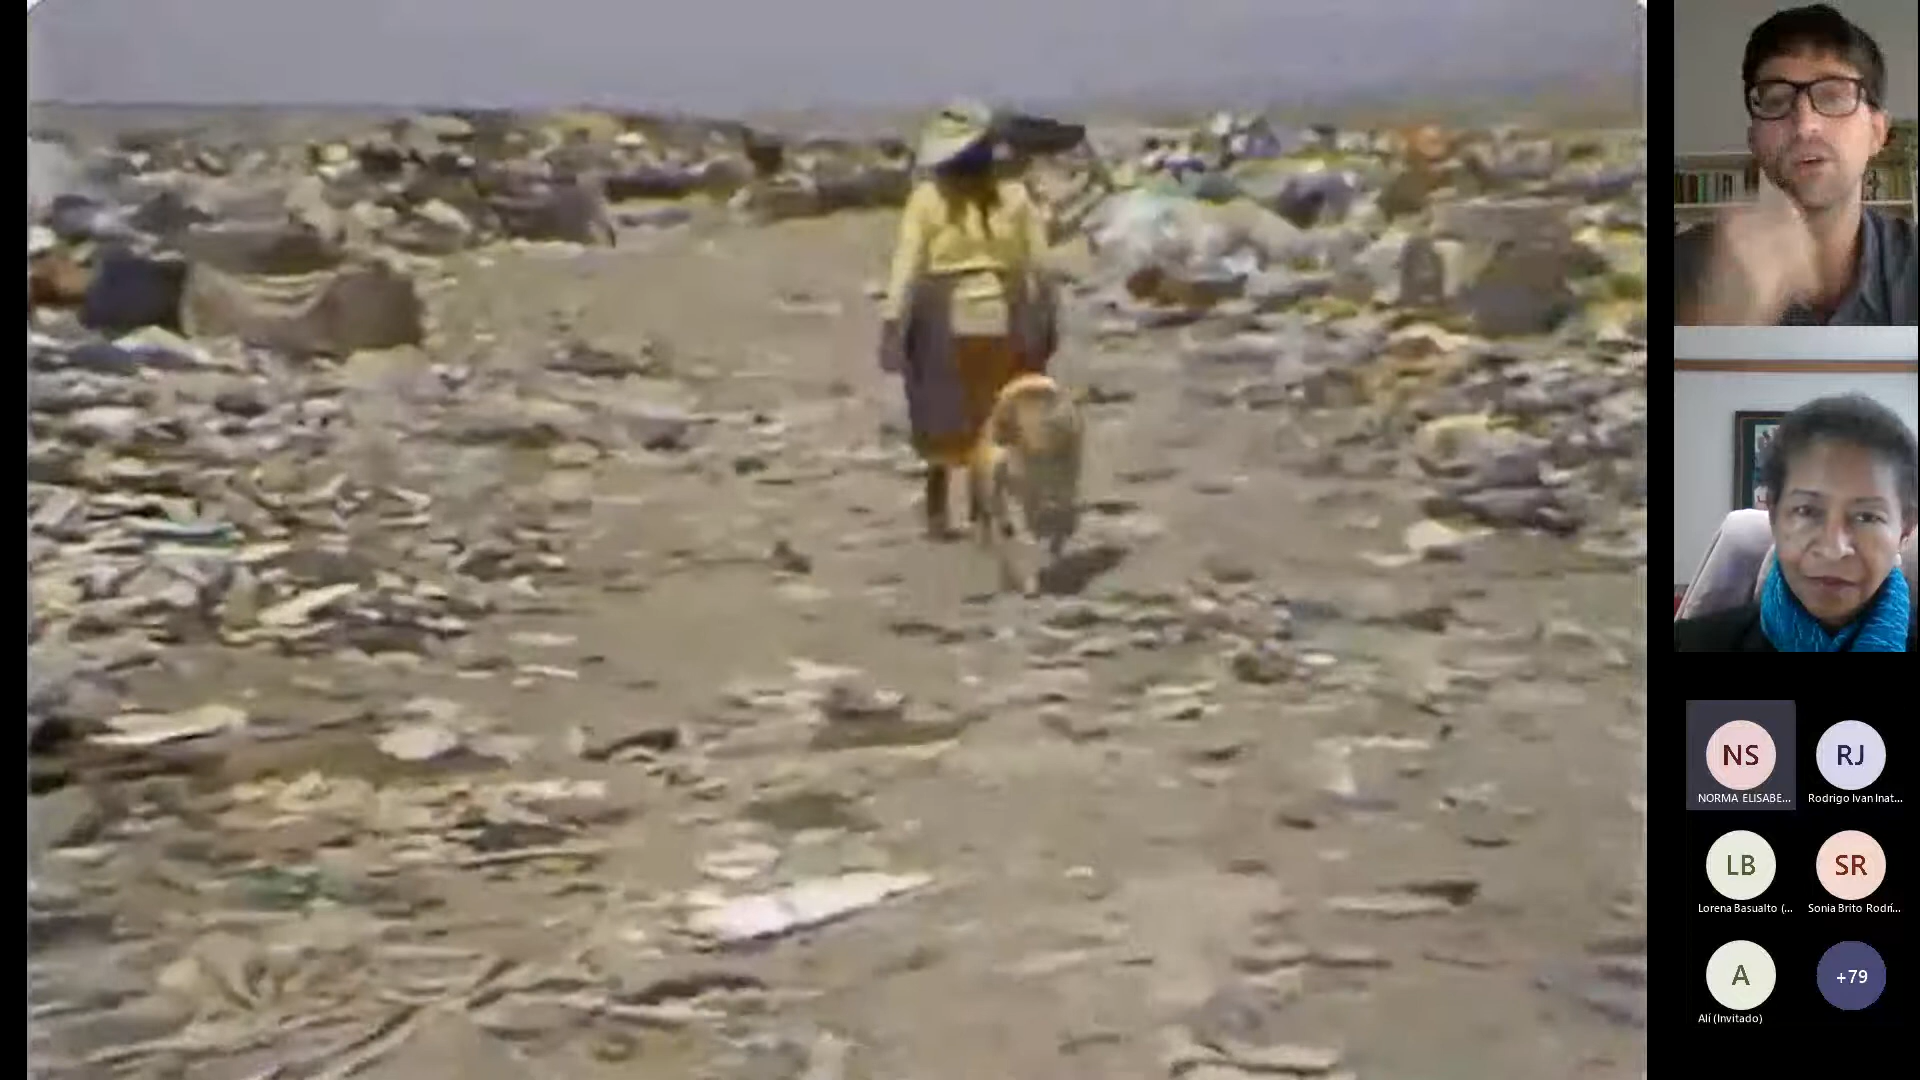 NS
RJ
NORMA ELISABE...
Rodrigo Ivan Inat...
LB
SR
Lorena Basualto (...
Sonia Brito Rodrí...
A
+79
Alí (Invitado)